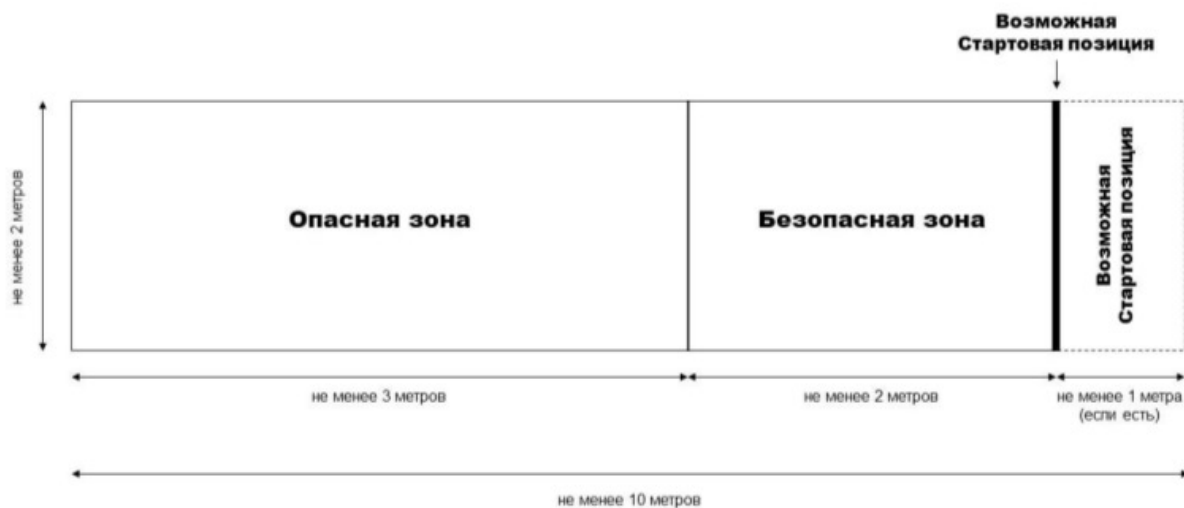 Возможная
Стартовая позиция
не менее 2 метров
Опасная зона
Безопасная зона
Возможная
Стартовая позиция
не менее 3 метров
не менее 2 метров
не менее 1 метра
(если есть)
не менее 10 метров